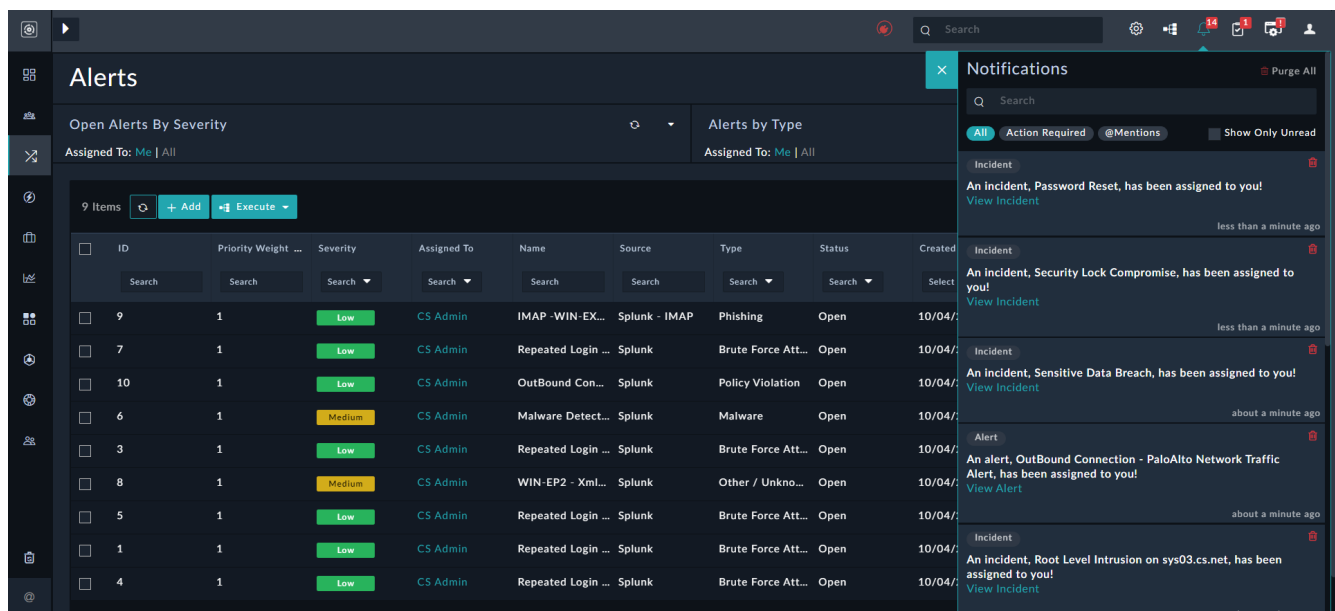 Search
14
1
!
Alerts
Open Alerts By Severity
Assigned To: Me | All
Alerts by Type
Assigned To: Me | All
9 Items
+ Add
Execute
ID
Priority Weight ...
Severity
Assigned To
Name
Source
Type
Status
Created
Search
Search
Search
Search
Search
Search
Search
Search
Select
9 1 Low CS Admin IMAP -WIN-EX... Splunk - IMAP Phishing Open 10/04/
7 1 Low CS Admin Repeated Login ... Splunk Brute Force Att... Open 10/04/
10 1 Low CS Admin OutBound Con... Splunk Policy Violation Open 10/04/
6 1 Medium CS Admin Malware Detect... Splunk Malware Open 10/04/
3 1 Low CS Admin Repeated Login ... Splunk Brute Force Att... Open 10/04/
8 1 Medium CS Admin WIN-EP2 - Xml... Splunk Other / Unkno... Open 10/04/
5 1 Low CS Admin Repeated Login ... Splunk Brute Force Att... Open 10/04/
1 1 Low CS Admin Repeated Login ... Splunk Brute Force Att... Open 10/04/
4 1 Low CS Admin Repeated Login ... Splunk Brute Force Att... Open 10/04/
@
Notifications
Purge All
Search
All
Action Required
@Mentions
Show Only Unread
Incident
An incident, Password Reset, has been assigned to you!
View Incident
less than a minute ago
Incident
An incident, Security Lock Compromise, has been assigned to
you!
View Incident
less than a minute ago
Incident
An incident, Sensitive Data Breach, has been assigned to you!
View Incident
about a minute ago
Alert
An alert, OutBound Connection - PaloAlto Network Traffic
Alert, has been assigned to you!
View Alert
about a minute ago
Incident
An incident, Root Level Intrusion on sys03.cs.net, has been
assigned to you!
View Incident